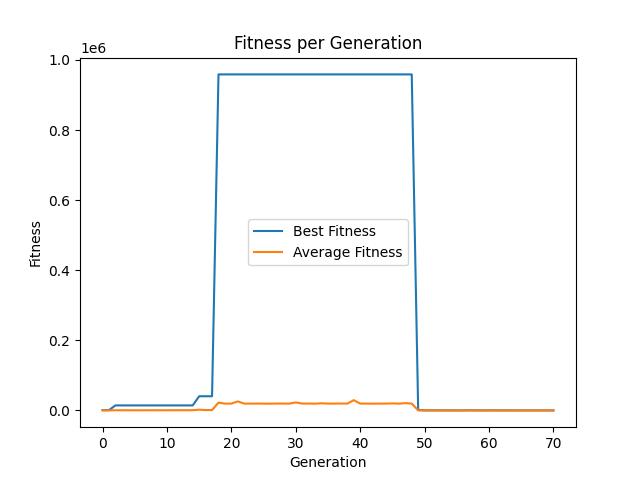 Fitness per Generation
1e6
1.0
0.8
0.6
0.4
0.2
0.0
Fitness
Best Fitness
Average Fitness
0 10 20 30 40 50 60 70
Generation